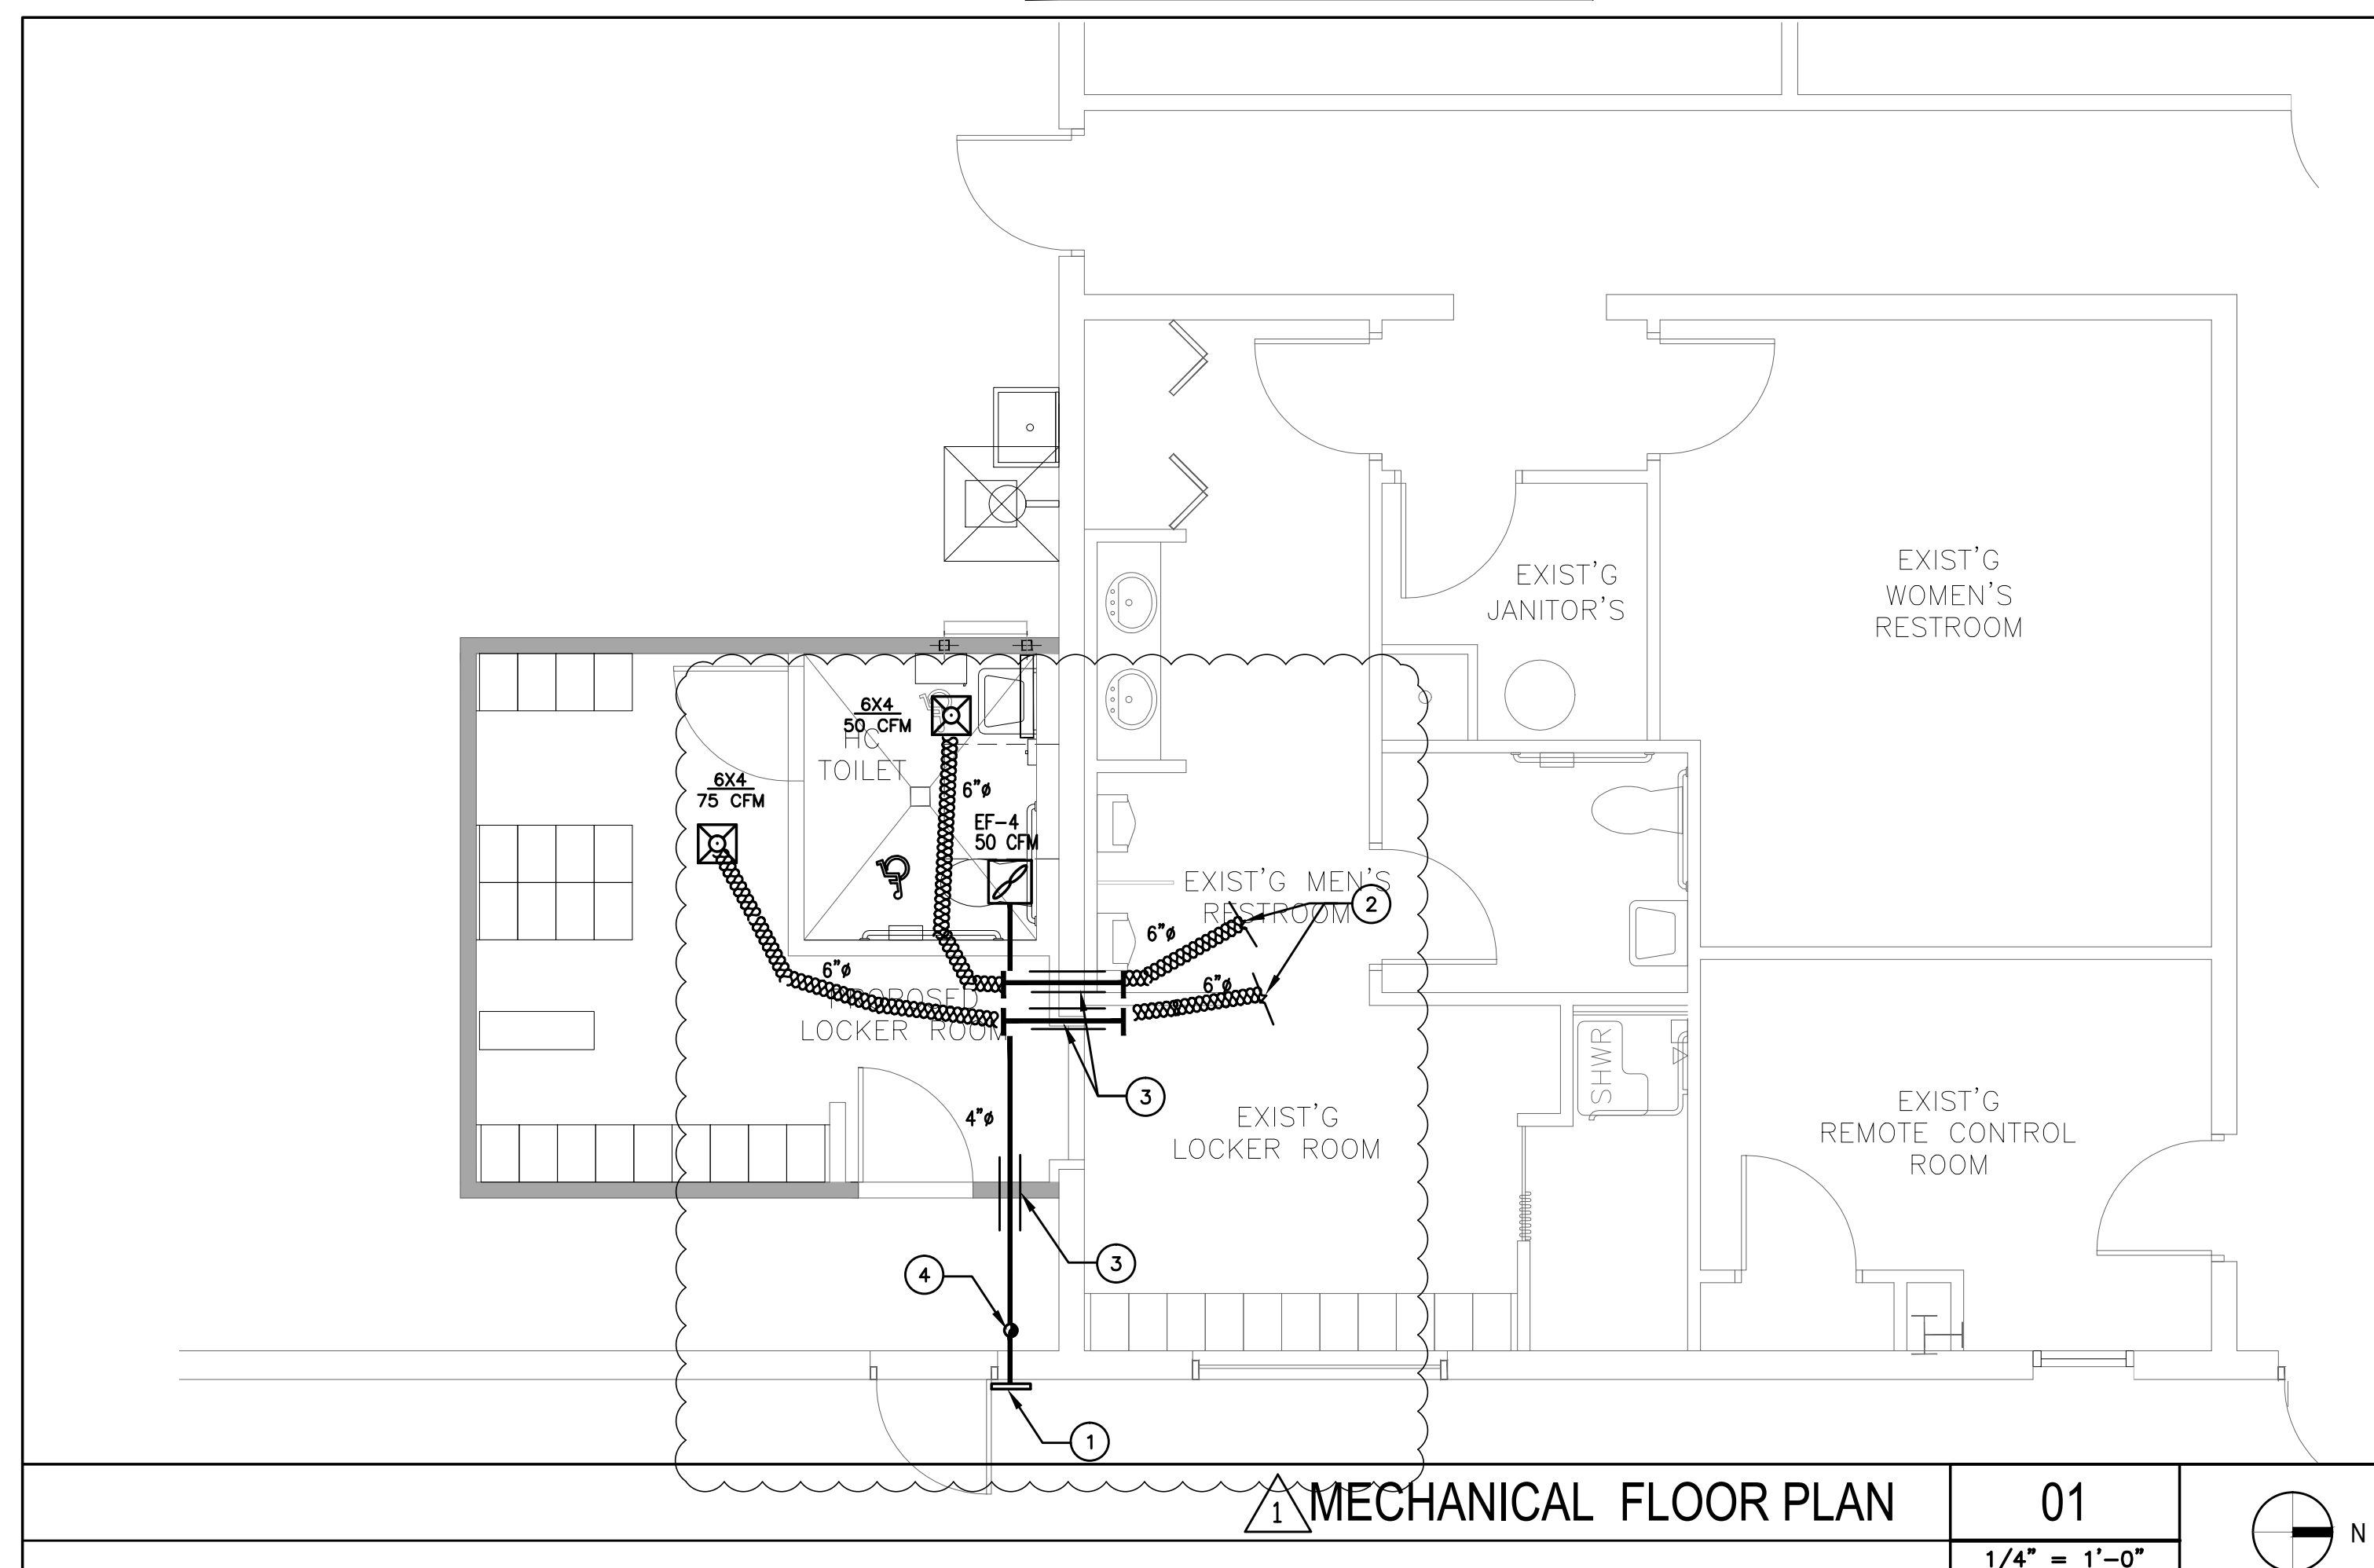 EXIST'G
WOMEN'S
RESTROOM
EXIST'G
JANITOR'S
6X4
50 CFM
HC
TOILET
6X4
75 CFM
6"ø
EF-4
50 CFM
EXIST'G MEN'S
RESTROOM
2
6"ø
6"ø
6"ø
PROPOSED
LOCKER ROOM
SHWR
3
4"ø
EXIST'G
LOCKER ROOM
EXIST'G
REMOTE CONTROL
ROOM
3
4
1
1
MECHANICAL FLOOR PLAN
01
1/4" = 1'-0"
N